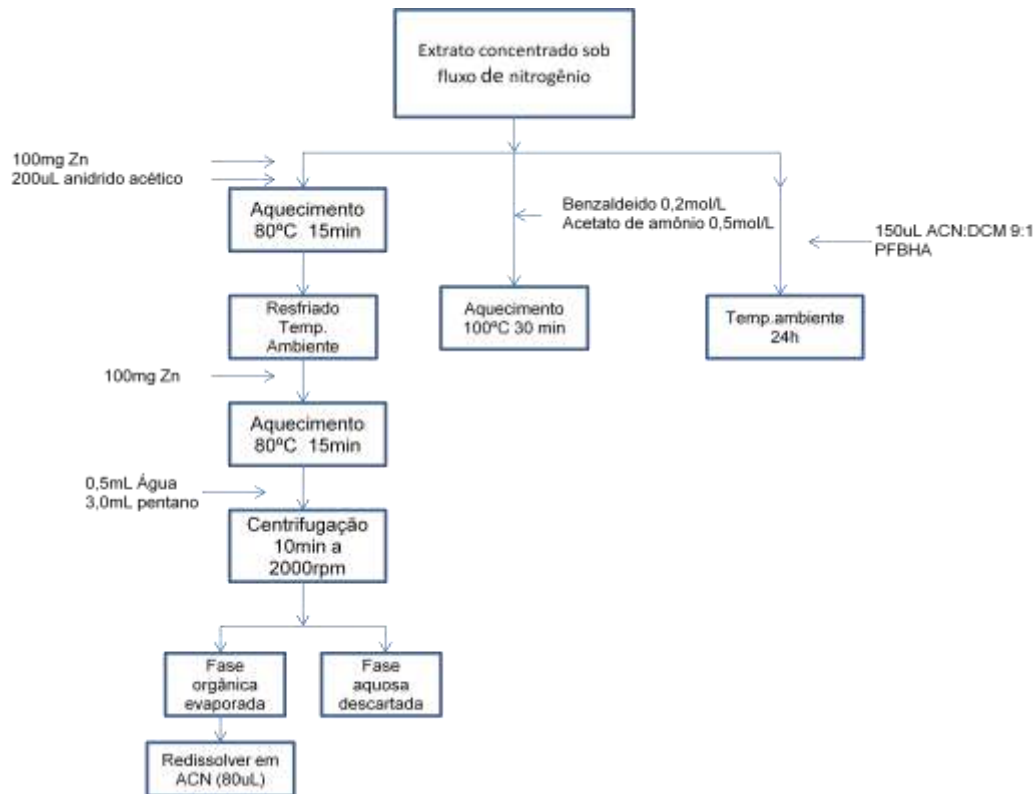 Extrato concentrado sob
fluxo de nitrogênio
100mg Zn
200uL anidrido acético
Aquecimento
80ºC 15min
Benzaldeido 0,2mol/L
Acetato de amônio 0,5mol/L
150uL ACN:DCM 9:1
PFBHA
Resfriado
Temp.
Ambiente
Aquecimento
100ºC 30 min
Temp.ambiente
24h
100mg Zn
Aquecimento
80ºC 15min
0,5mL Água
3,0mL pentano
Centrifugação
10min a
2000rpm
Fase
orgânica
evaporada
Fase
aquosa
descartada
Redissolver em
ACN (80uL)